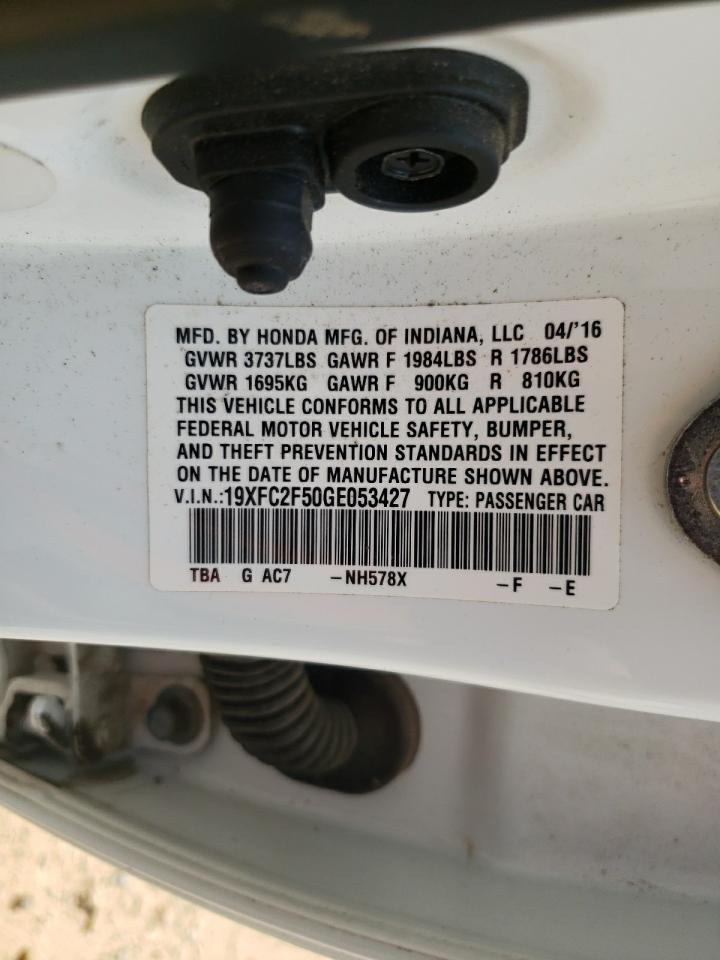 MFD. BY HONDA MFG. OF INDIANA, LLC 04/'16
GVWR 3737LBS GAWR F 1984LBS R 1786LBS
GVWR 1695KG GAWR F 900KG R 810KG
THIS VEHICLE CONFORMS TO ALL APPLICABLE
FEDERAL MOTOR VEHICLE SAFETY, BUMPER,
AND THEFT PREVENTION STANDARDS IN EFFECT
ON THE DATE OF MANUFACTURE SHOWN ABOVE.
V.I.N.:19XFC2F50GE053427 TYPE: PASSENGER CAR
TBA G AC7 -NH578X -F -E